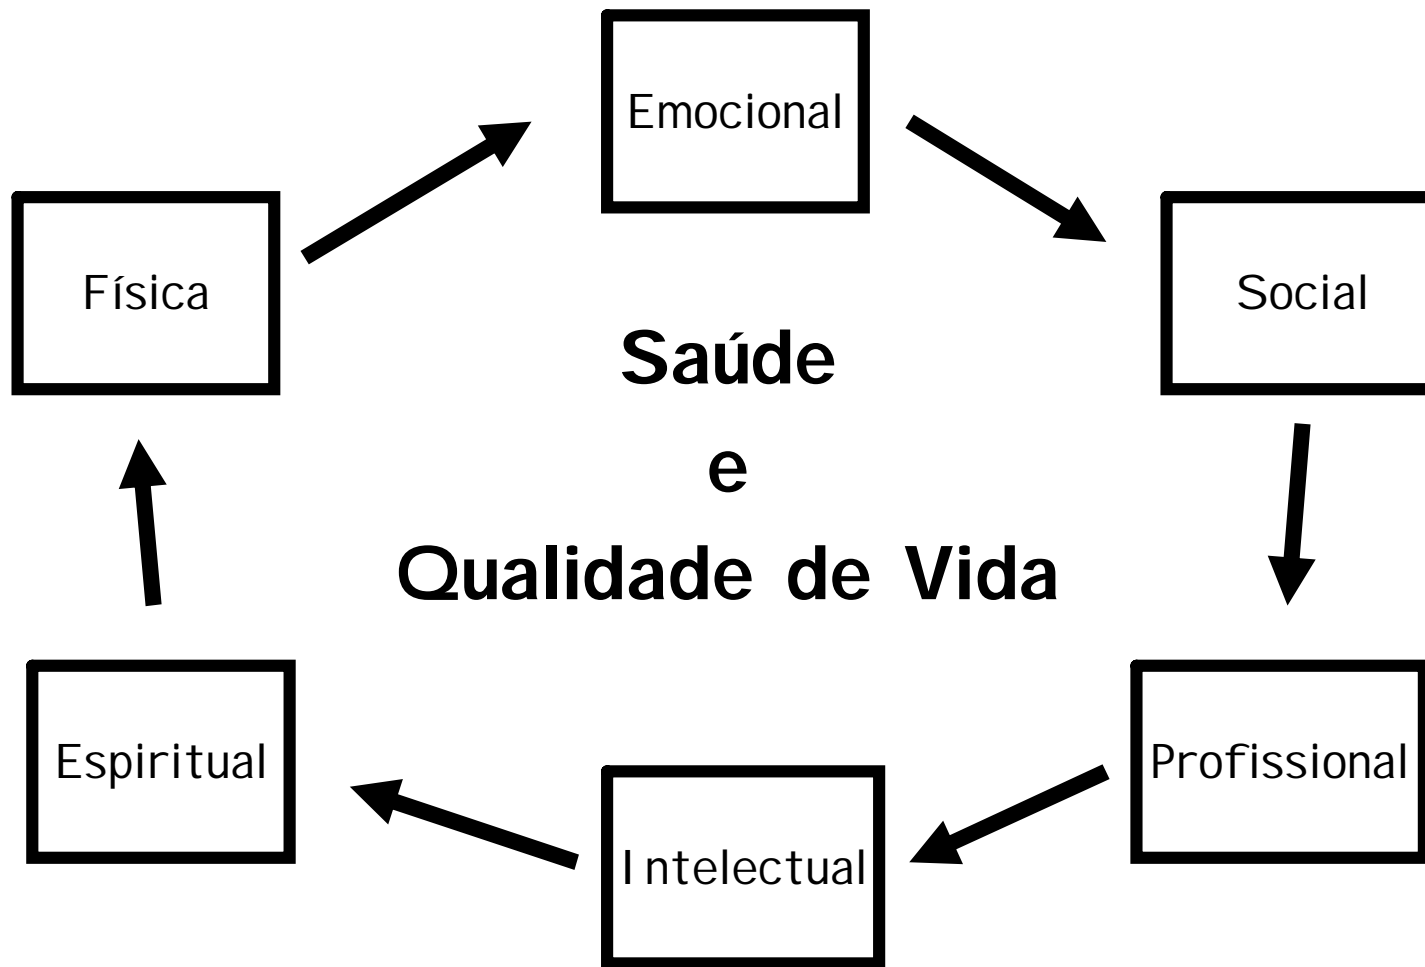 Emocional
Física
Social
Saúde
e
Qualidade de Vida
Espiritual
Profissional
Intelectual